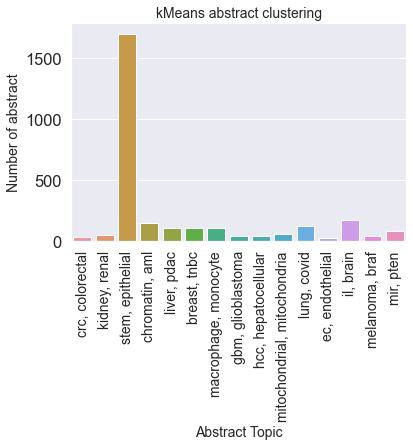 kMeans abstract clustering
Number of abstract
1500
1000
500
0
crc, colorectal
kidney, renal
stem, epithelial
chromatin, aml
liver, pdac
breast, tnbc
macrophage, monocyte
gbm, glioblastoma
hcc, hepatocellular
mitochondrial, mitochondria
lung, covid
ec, endothelial
il, brain
melanoma, braf
mir, pten
Abstract Topic